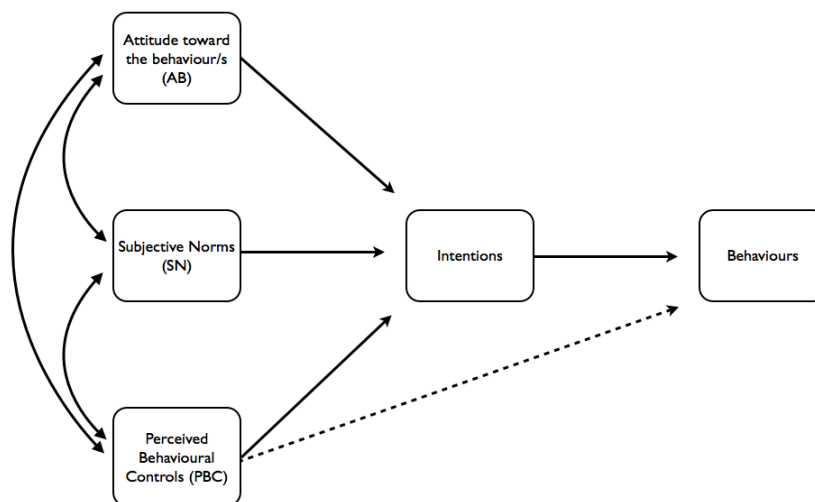 Attitude toward
the behaviour/s
(AB)
Subjective Norms
(SN)
Intentions
Behaviours
Perceived
Behavioural
Controls (PBC)